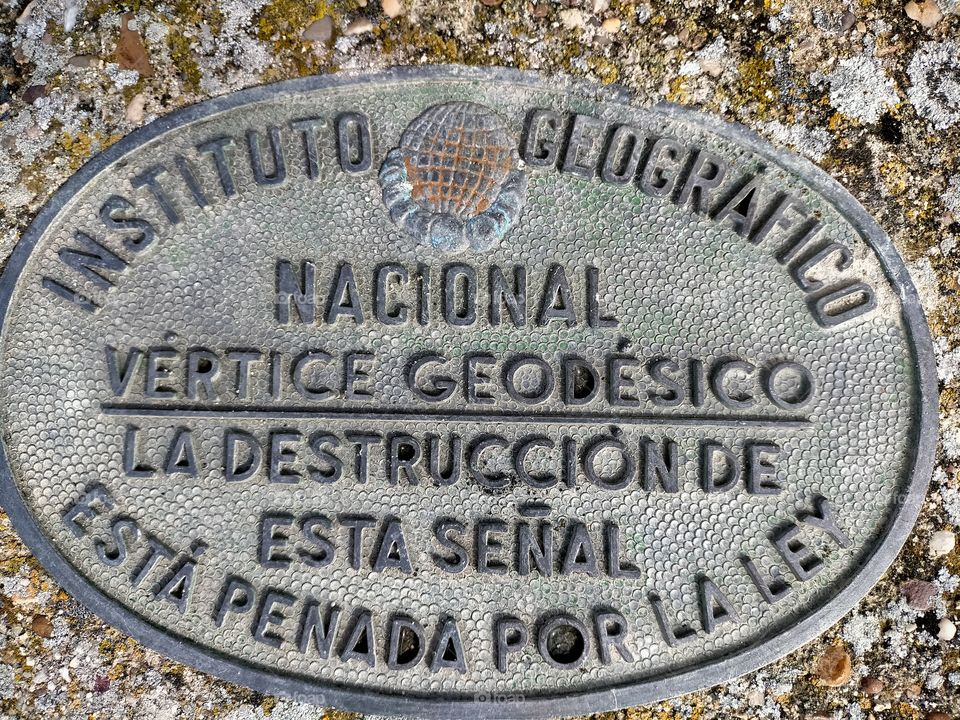 INSTITUTO GEOGRÁFICO
NACIONAL
VÉRTICE GEODÉSICO
LA DESTRUCCIÓN DE
ESTA SEÑAL
ESTÁ PENADA POR LA LEY